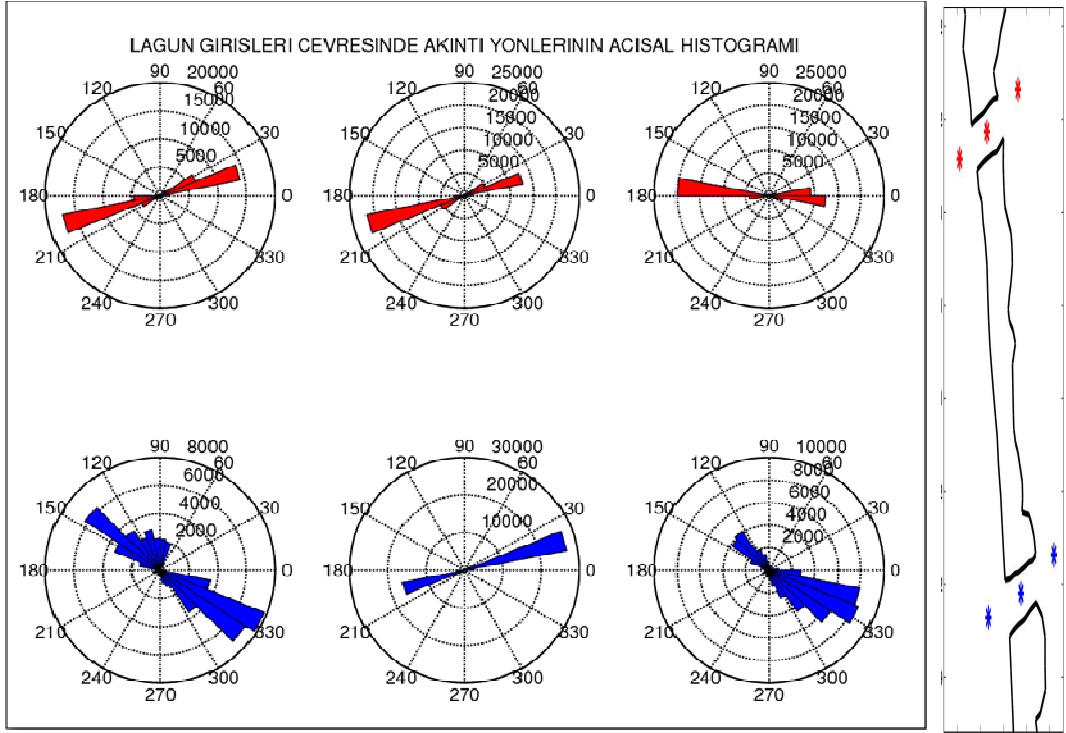 LAGUN GIRISLERI CEVRESINDE AKINTI YONLERININ ACISAL HISTOGRAMI
90 20000 90 25000 90 25000
120 60 120 60 120 60
15000 20000 20000
15000 15000
150 10000 30 150 10000 30 150 10000 30
5000 5000 5000
180 0 180 0 180 0
210 330 210 330 210 330
240 300 240 300 240 300
270 270 270
90 8000 90 30000 90 10000
120 60 120 60 120 60
6000 20000 8000
6000
150 4000 30 150 10000 30 150 4000 30
2000 2000
180 0 180 0 180 0
210 330 210 330 210 330
240 300 240 300 240 300
270 270 270